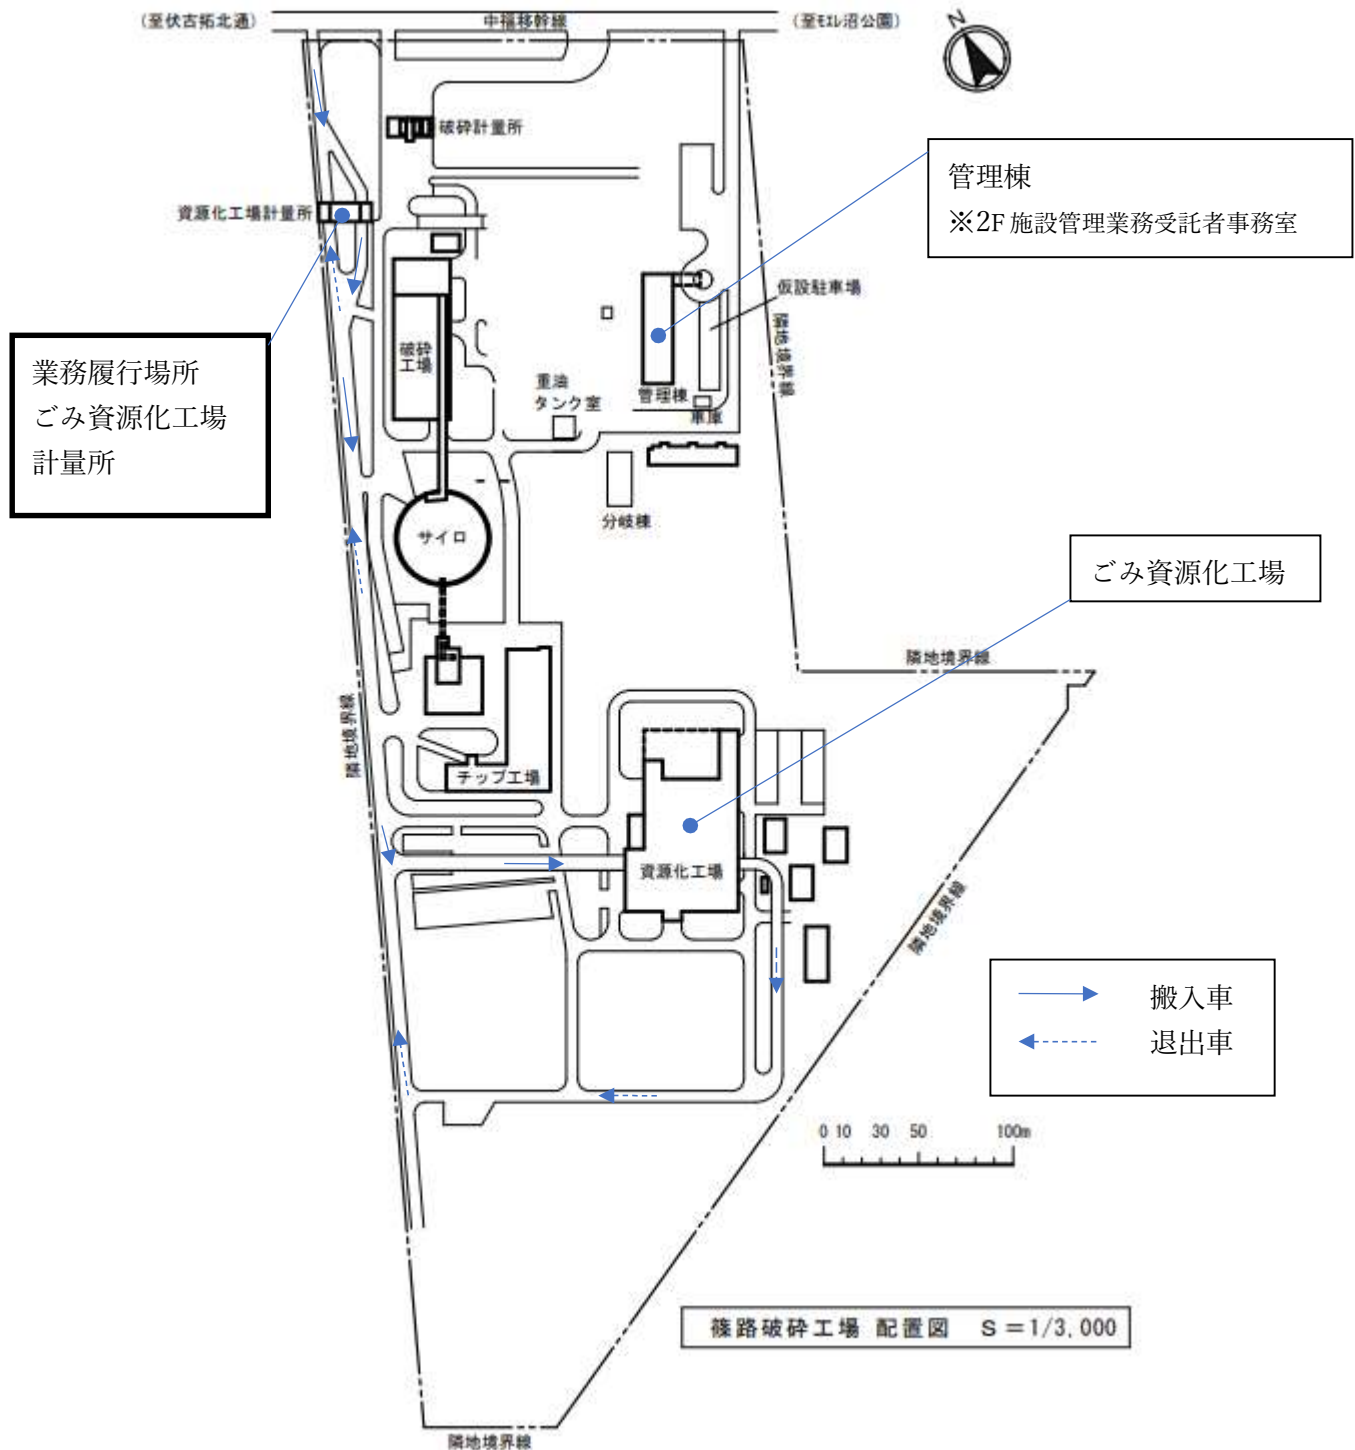 (至伏古拓北通)
中福移幹線
(至モエレ沼公園)
N
破砕計量所
管理棟
※2F 施設管理業務受託者事務室
資源化工場計量所
仮設駐車場
隣地境界線
業務履行場所
ごみ資源化工場
計量所
破砕
工場
重油
タンク室
管理棟
車庫
分岐棟
サイロ
ごみ資源化工場
隣地境界線
隣地境界線
チップ工場
資源化工場
隣地境界線
搬入車
退出車
0 10 30 50 100m
篠路破砕工場 配置図 S=1/3,000
隣地境界線